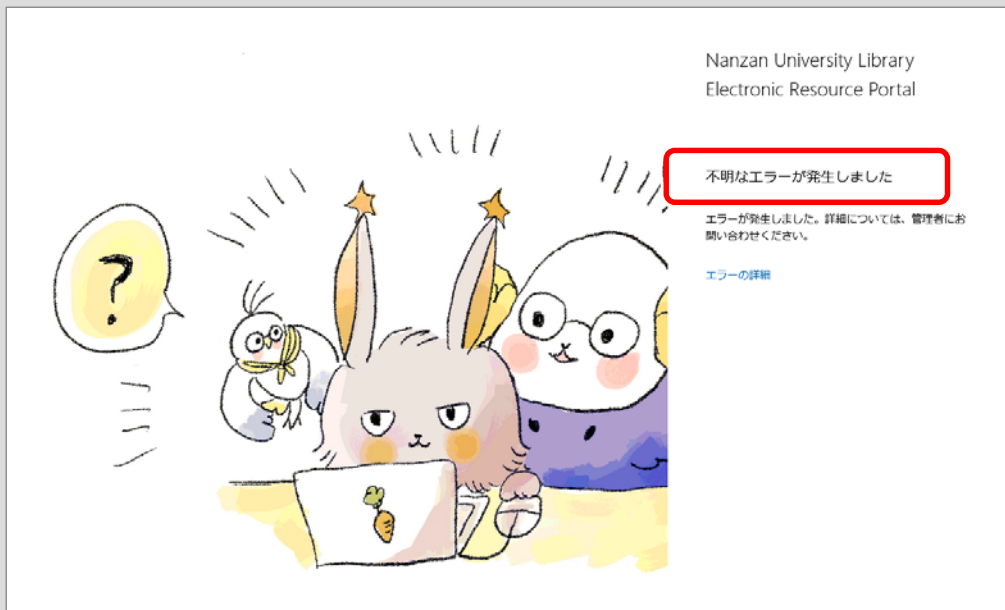 Nanzan University Library
Electronic Resource Portal
不明なエラーが発生しました
エラーが発生しました。詳細については、管理者にお
問い合わせください。
エラーの詳細
?